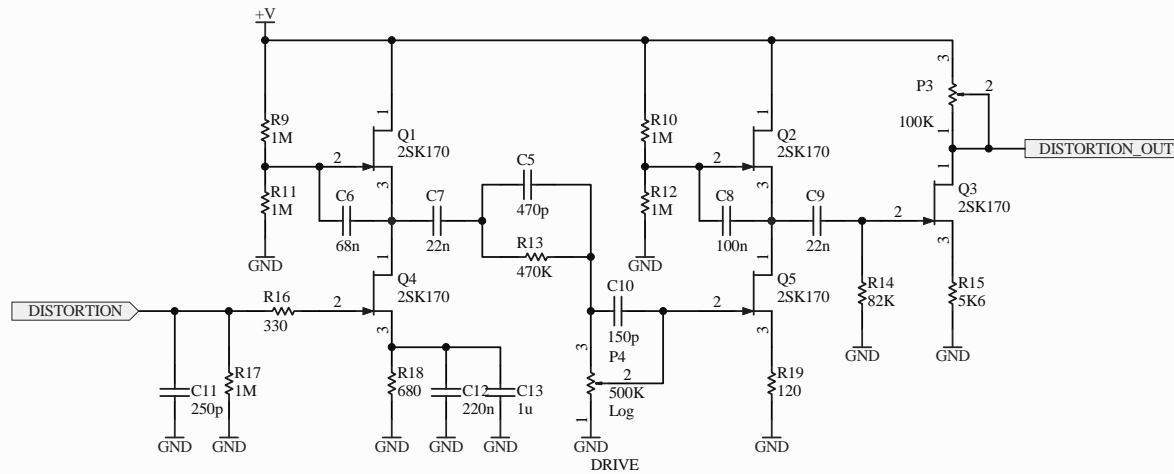 +V
R9
1M
R11
1M
GND
2
1
Q1
2SK170
3
C6
68n
C7
22n
C5
470p
R13
470K
1
Q4
2SK170
2
3
DISTORTION
R16
330
C11
250p
GND
R17
1M
GND
R18
680
GND
C12
220n
GND
C13
1u
GND
C10
150p
3
P4
2
500K
Log
1
GND
DRIVE
R10
1M
R12
1M
GND
2
1
Q2
2SK170
3
C8
100n
C9
22n
1
Q5
2SK170
2
3
R19
120
GND
R14
82K
GND
3
P3
2
100K
1
DISTORTION_OUT
1
Q3
2SK170
2
3
R15
5K6
GND